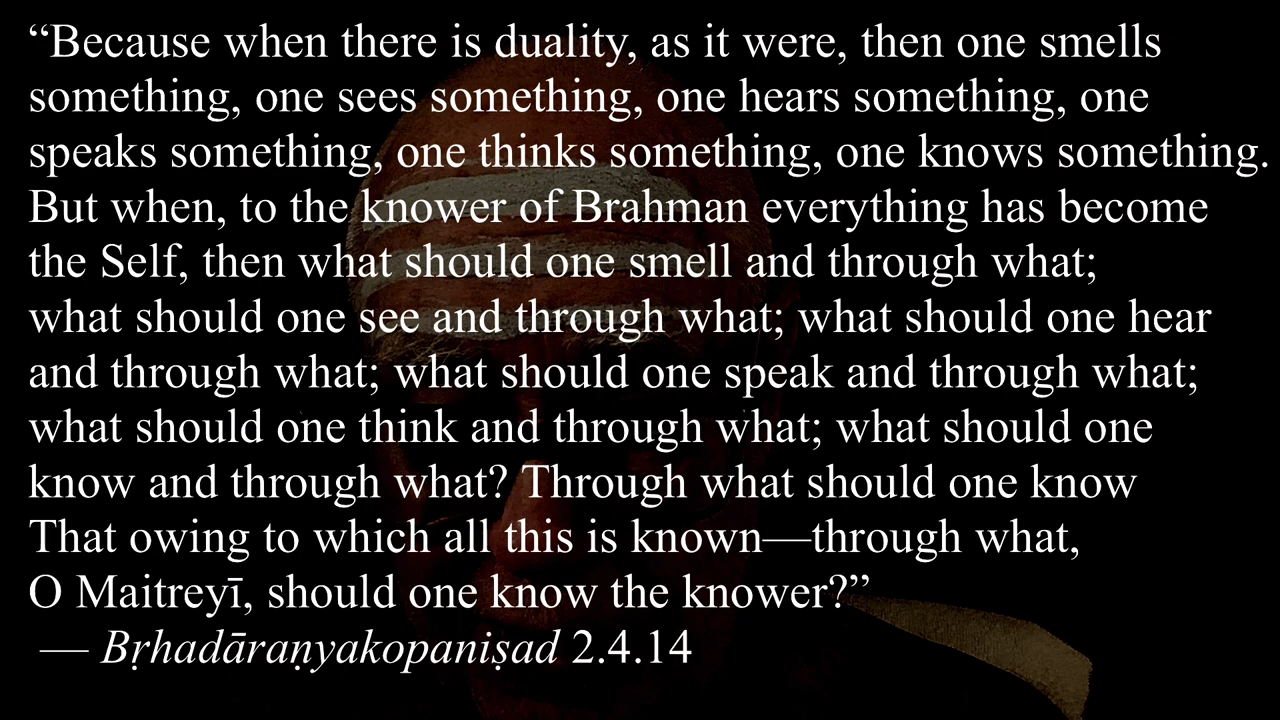 “Because when there is duality, as it were, then one smells
something, one sees something, one hears something, one
speaks something, one thinks something, one knows something.
But when, to the knower of Brahman everything has become
the Self, then what should one smell and through what;
what should one see and through what; what should one hear
and through what; what should one speak and through what;
what should one think and through what; what should one
know and through what? Through what should one know
That owing to which all this is known—through what,
O Maitreyī, should one know the knower?”
— Bṛhadāraṇyakopaniṣad 2.4.14